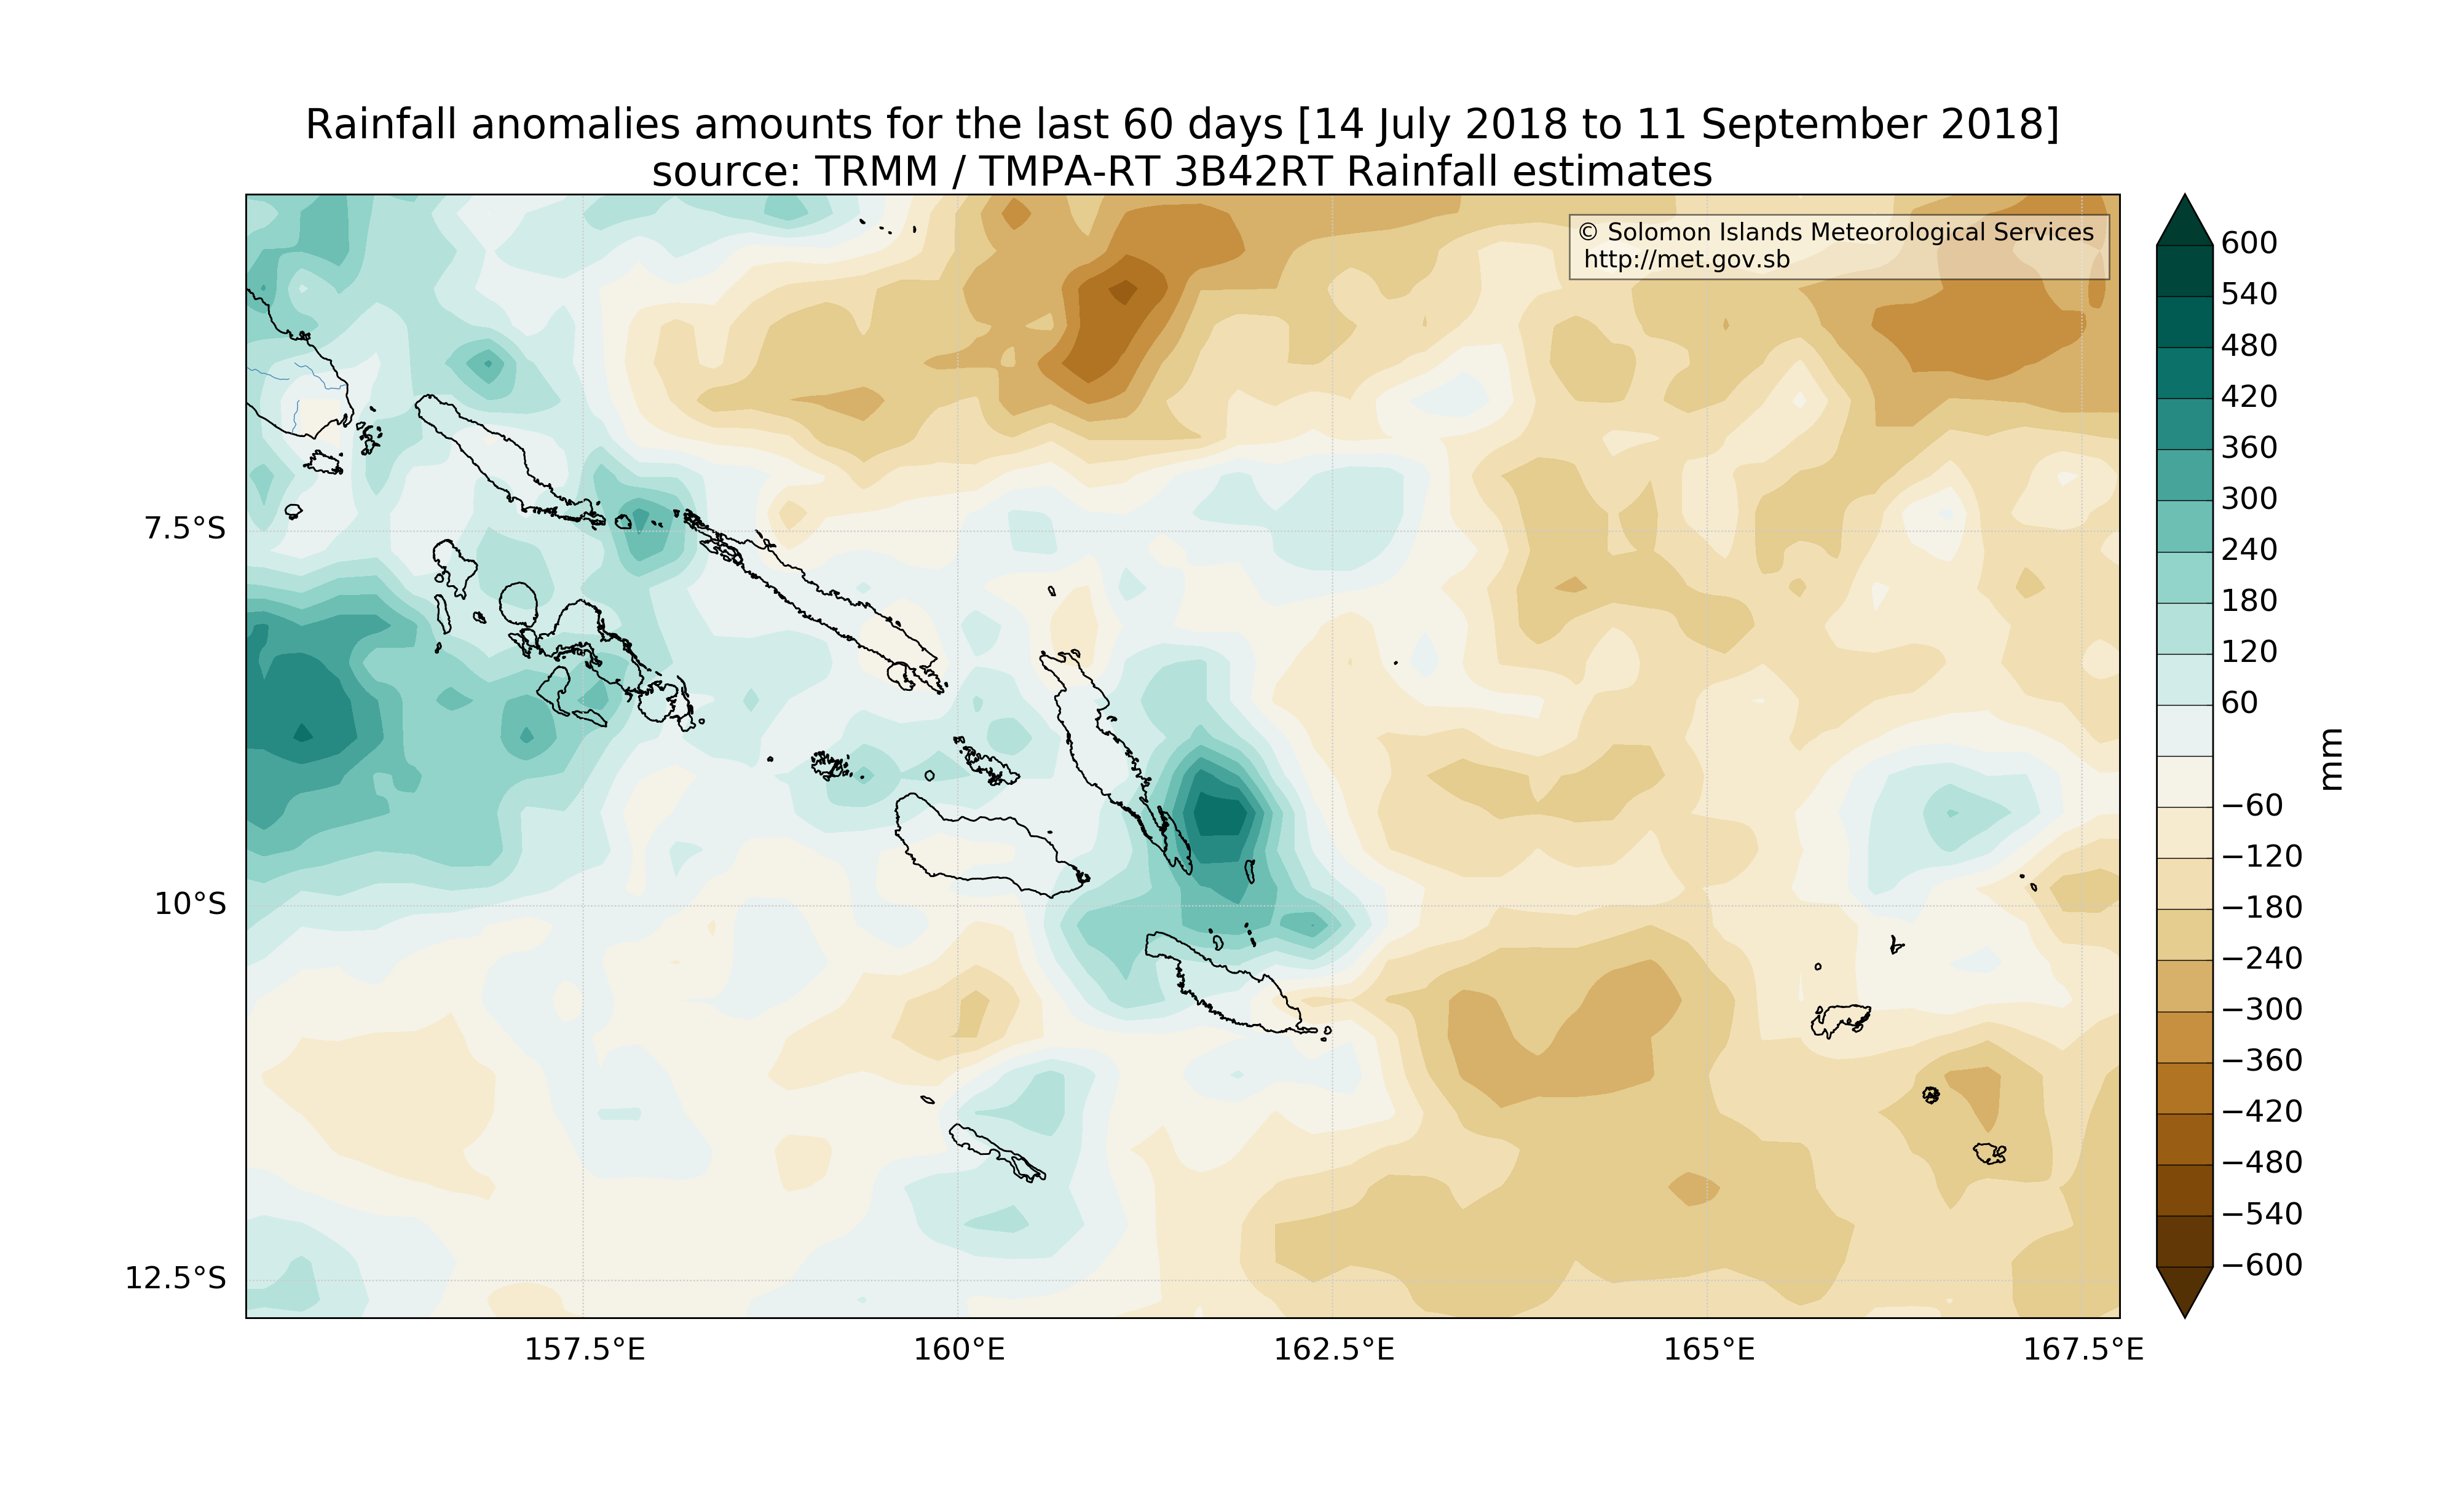 Rainfall anomalies amounts for the last 60 days [14 July 2018 to 11 September 2018]
source: TRMM / TMPA-RT 3B42RT Rainfall estimates
© Solomon Islands Meteorological Services
http://met.gov.sb
7.5°S
10°S
12.5°S
157.5°E
160°E
162.5°E
165°E
167.5°E
600
540
480
420
360
300
240
180
120
60
−60
−120
−180
−240
−300
−360
−420
−480
−540
−600
mm